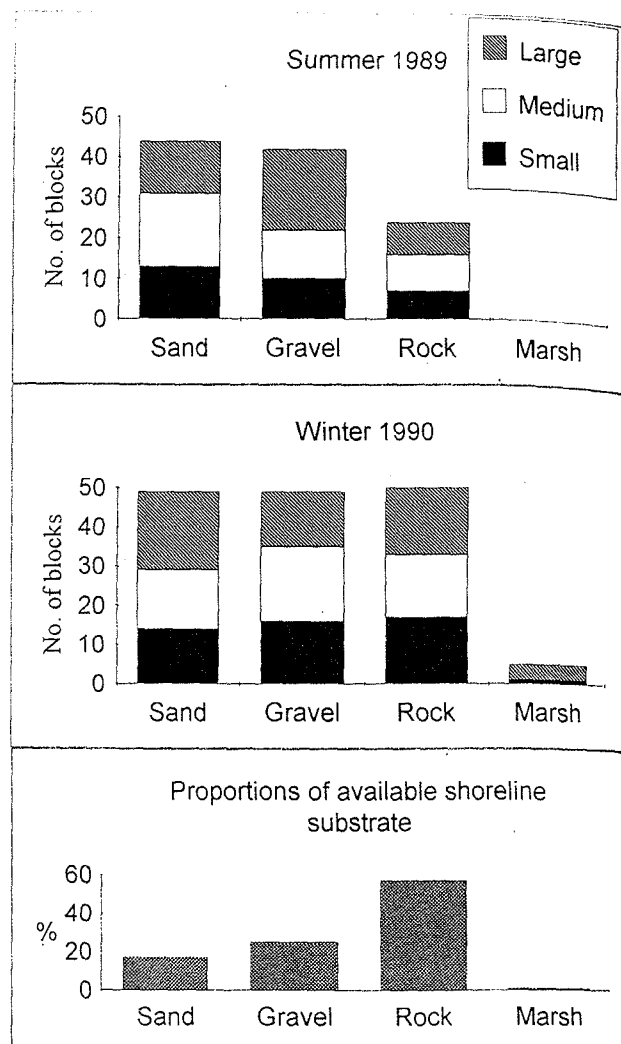 Summer 1989
Large
Medium
Small
No. of blocks
50
40
30
20
10
0
Sand Gravel Rock Marsh
Winter 1990
No. of blocks
50
40
30
20
10
0
Sand Gravel Rock Marsh
Proportions of available shoreline
substrate
%
60
40
20
0
Sand Gravel Rock Marsh